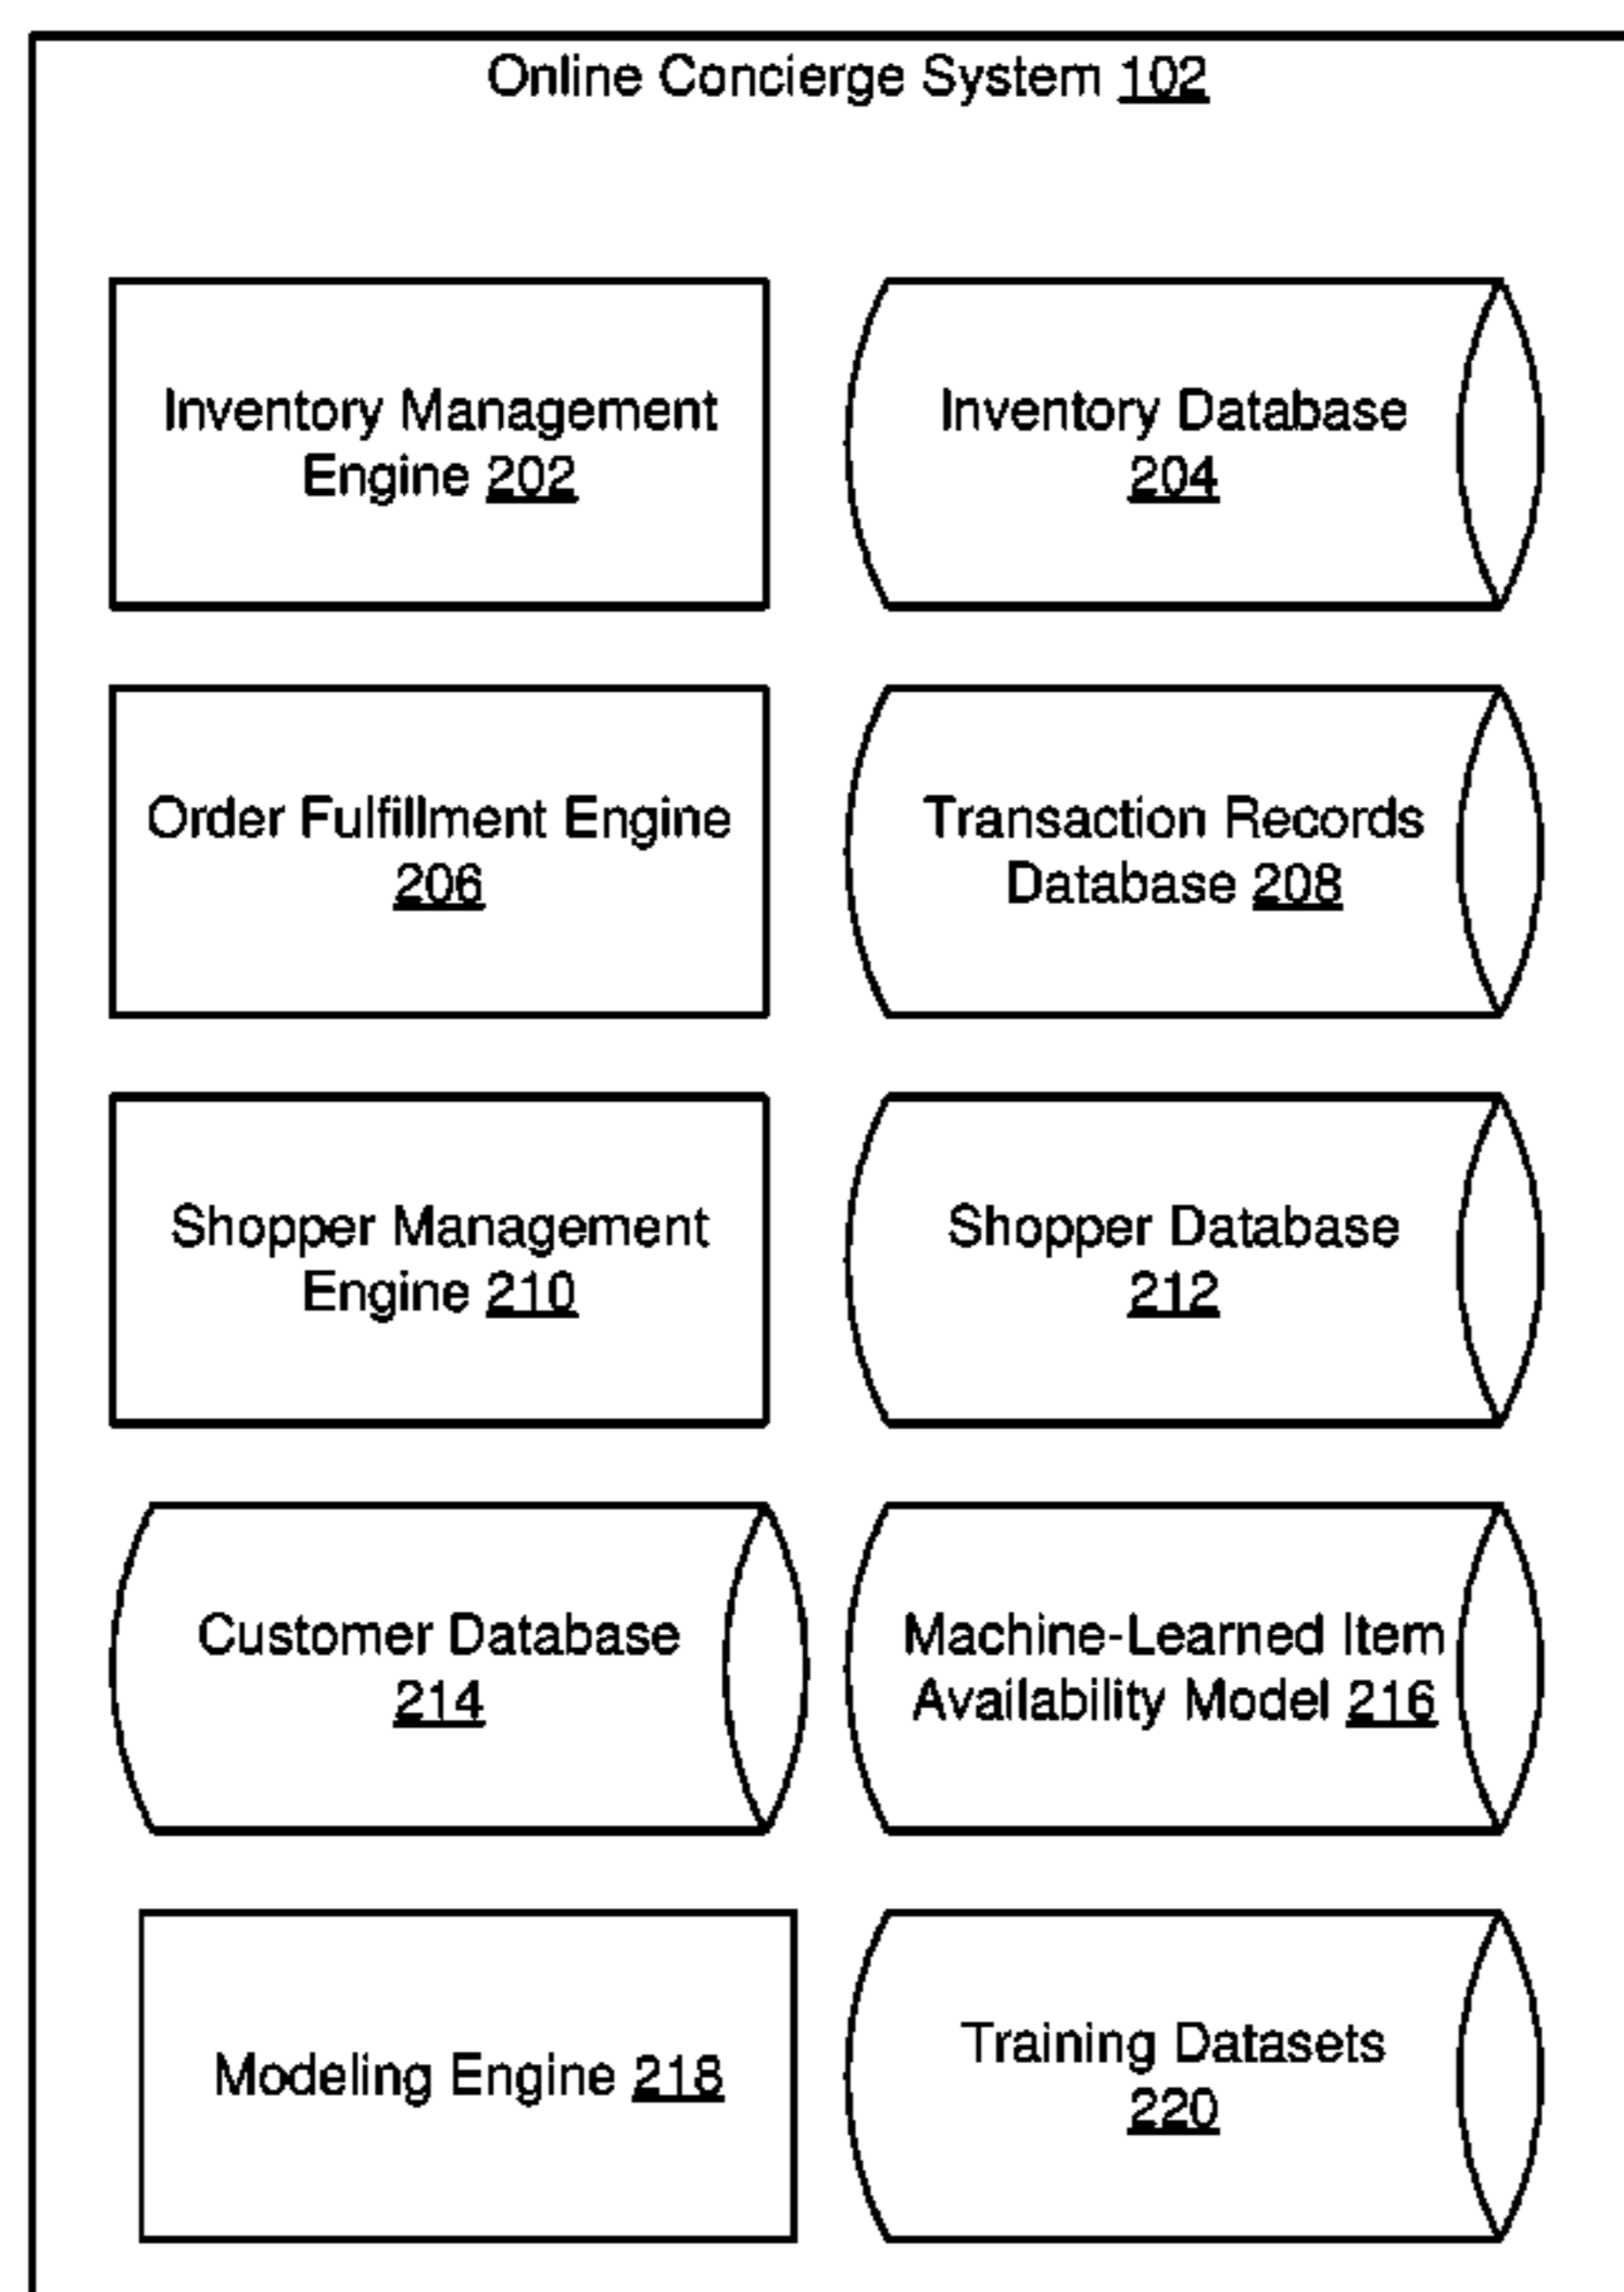 Online Concierge System 102
Inventory Management
Engine 202
Inventory Database
204
Order Fulfillment Engine
206
Transaction Records
Database 208
Shopper Management
Engine 210
Shopper Database
212
Customer Database
214
Machine-Learned Item
Availability Model 216
Modeling Engine 218
Training Datasets
220